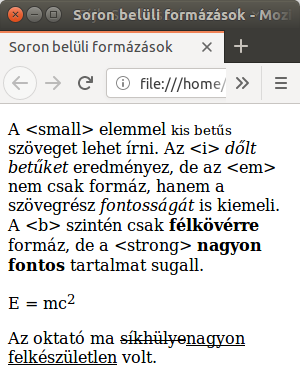 Soron belüli formázások - Mozi
Soron belüli formázások
file:///home/
A <small> elemmel kis betűs
szöveget lehet írni. Az <i> dőlt
betűket eredményez, de az <em>
nem csak formáz, hanem a
szövegrész fontosságát is kiemeli.
A <b> szintén csak félkövérre
formáz, de a <strong> nagyon
fontos tartalmat sugall.
E = mc²
Az oktató ma síkhülyenagyon
felkészületlen volt.